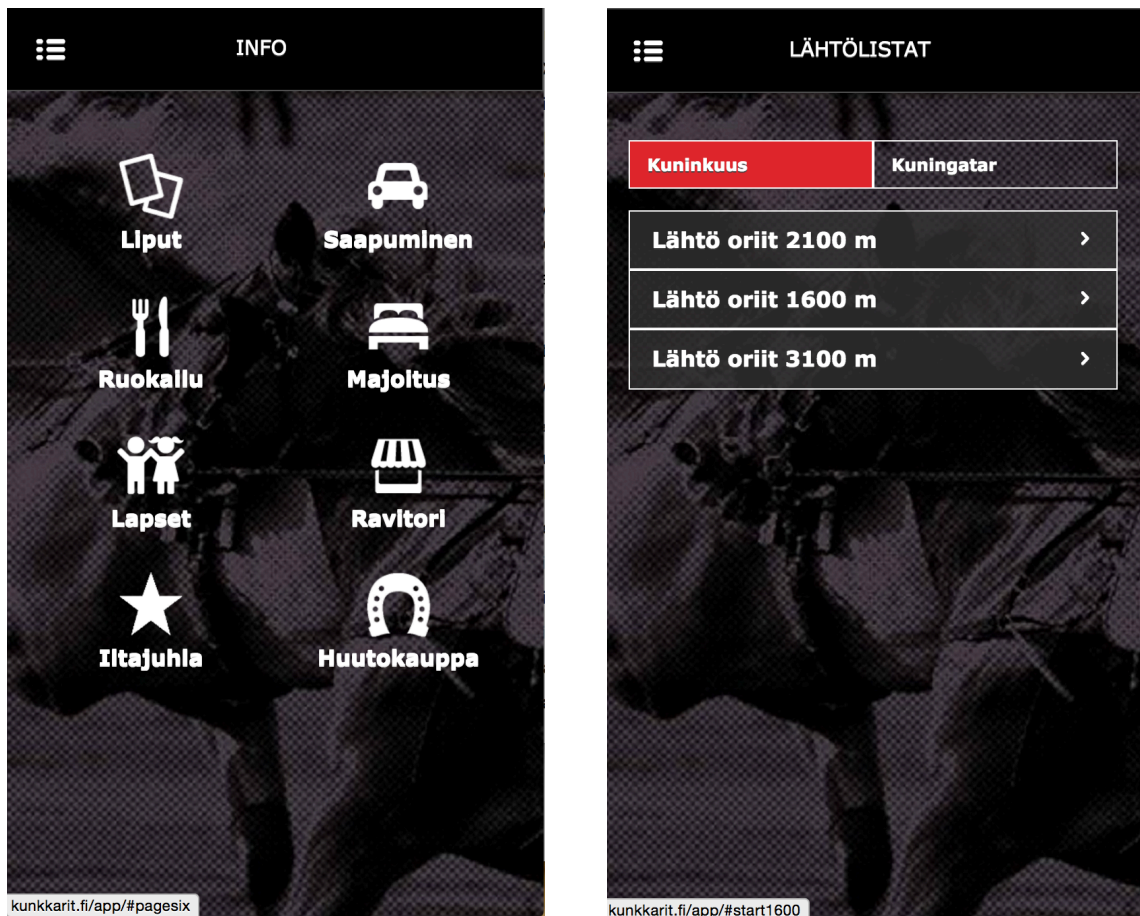 INFO
Liput
Saapuminen
Ruokailu
Majoitus
Lapset
Ravitori
Iltajuhla
Huutokauppa
kunkkarit.fi/app/#pagesix
LÄHTÖLISTAT
Kuninkuus
Kuningatar
Lähtö oriit 2100 m
Lähtö oriit 1600 m
Lähtö oriit 3100 m
kunkkarit.fi/app/#start1600